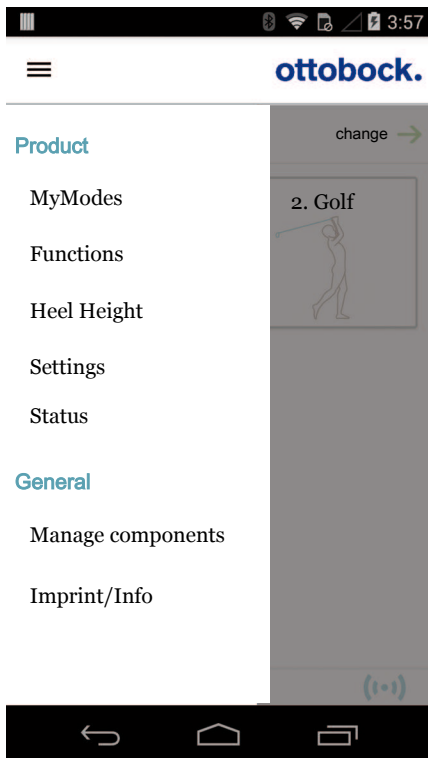 3:57
ottobock.
change
Product
MyModes
2. Golf
Functions
Heel Height
Settings
Status
General
Manage components
Imprint/Info